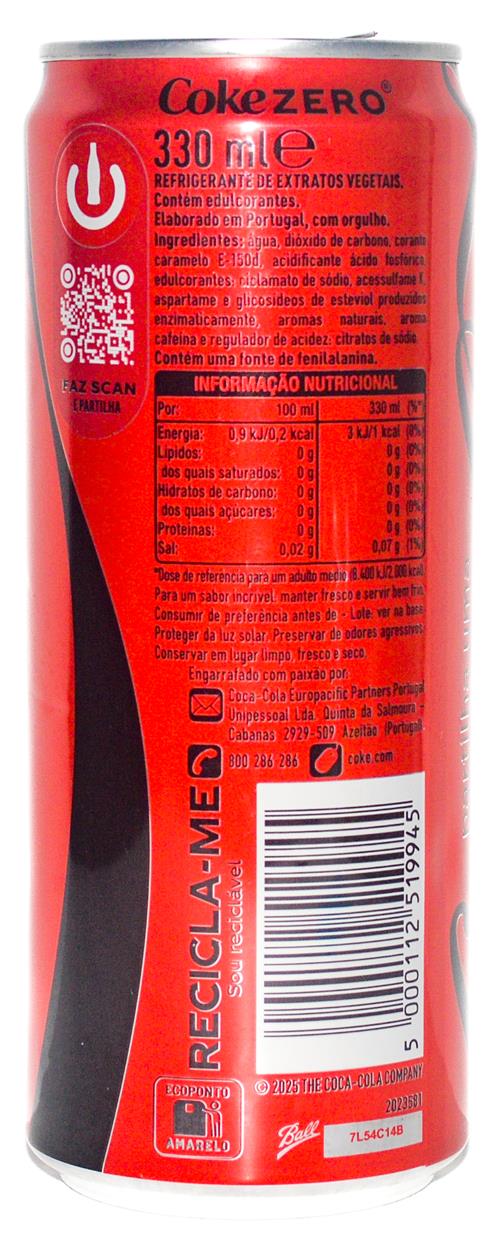 Coke ZERO®
330 ml e
REFRIGERANTE DE EXTRATOS VEGETAIS.
Contém edulcorantes.
Elaborado em Portugal, com orgulho.
Ingredientes: água, dióxido de carbono, corante
caramelo E-150d, acidificante ácido fosfórico,
edulcorantes: ciclamato de sódio, acessulfame K,
aspartame e glicosídeos de esteviol produzidos
enzimaticamente, aromas naturais, aroma
cafeína e regulador de acidez: citratos de sódio.
Contém uma fonte de fenilalanina.
FAZ SCAN
E PARTILHA
INFORMAÇÃO NUTRICIONAL
Por: 100 ml 330 ml (%*)
Energia: 0,9 kJ/0,2 kcal 3 kJ/1 kcal (0%)
Lípidos: 0 g 0 g (0%)
dos quais saturados: 0 g 0 g (0%)
Hidratos de carbono: 0 g 0 g (0%)
dos quais açúcares: 0 g 0 g (0%)
Proteínas: 0 g 0 g (0%)
Sal: 0,02 g 0,07 g (1%)
*Dose de referência para um adulto médio (8.400 kJ/2.000 kcal).
Para um sabor incrível: manter fresco e servir bem frio.
Consumir de preferência antes de - Lote: ver na base.
Proteger da luz solar. Preservar de odores agressivos.
Conservar em lugar limpo, fresco e seco.
Engarrafado com paixão por:
Coca-Cola Europacific Partners Portugal
Unipessoal Lda. Quinta da Salmoura –
Cabanas 2929-509 Azeitão (Portugal).
800 286 286 coke.com
RECICLA-ME
Sou reciclável
5 000112 519945
ECOPONTO
AMARELO
© 2025 THE COCA-COLA COMPANY
2023581
Ball
7L54C14B